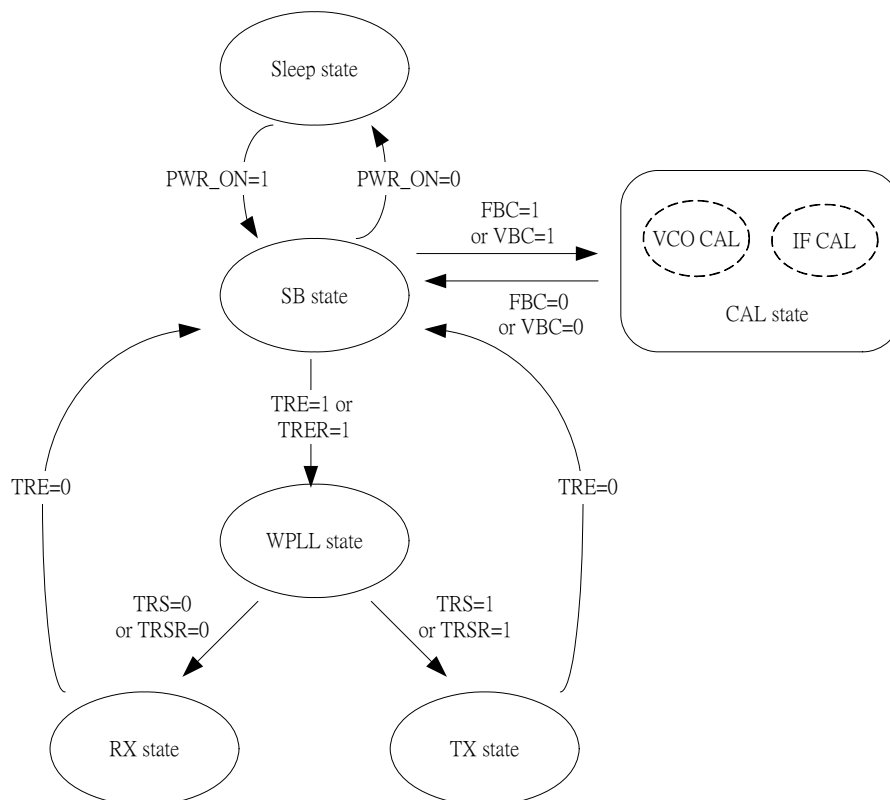 Sleep state
PWR_ON=1
PWR_ON=0
FBC=1
or VBC=1
VCO CAL
IF CAL
SB state
FBC=0
or VBC=0
CAL state
TRE=1 or
TRER=1
TRE=0
TRE=0
WPLL state
TRS=0
or TRSR=0
TRS=1
or TRSR=1
RX state
TX state